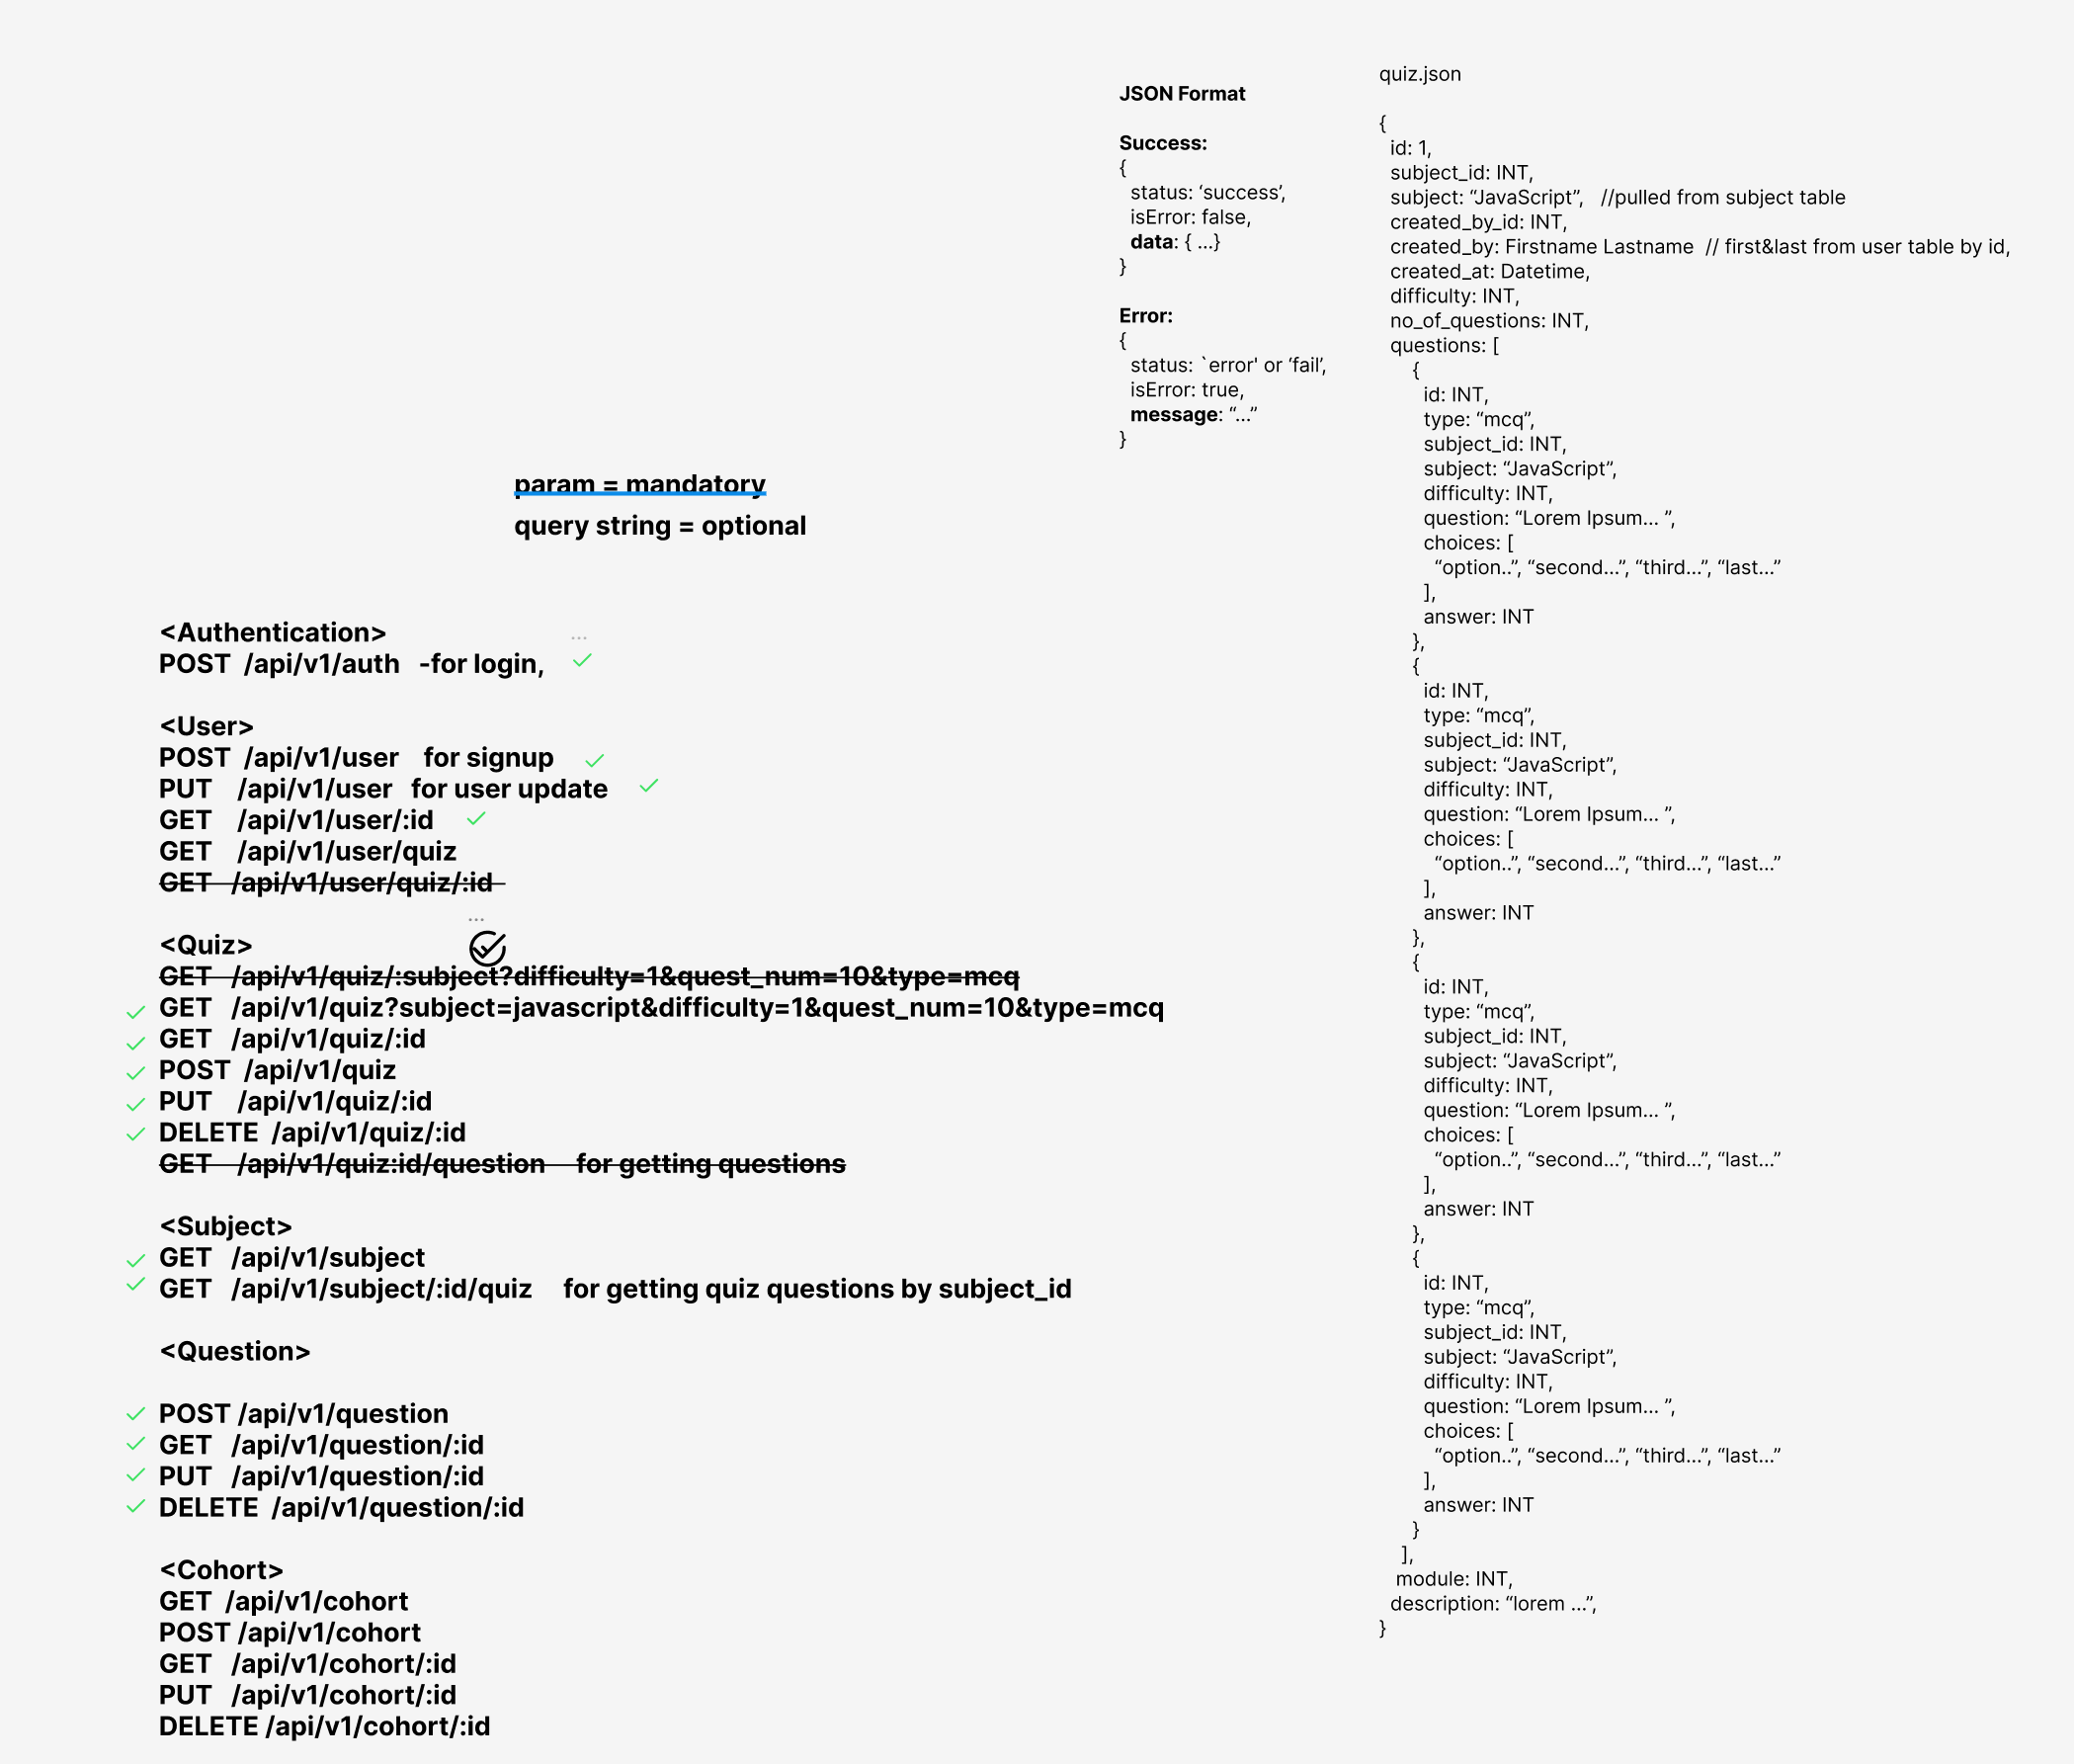 param = mandatory
query string = optional
<Authentication>
POST /api/v1/auth -for login,
<User>
POST /api/v1/user for signup
PUT /api/v1/user for user update
GET /api/v1/user/:id
GET /api/v1/user/quiz
GET /api/v1/user/quiz/:id
<Quiz>
GET /api/v1/quiz/:subject?difficulty=1&quest_num=10&type=mcq
GET /api/v1/quiz?subject=javascript&difficulty=1&quest_num=10&type=mcq
GET /api/v1/quiz/:id
POST /api/v1/quiz
PUT /api/v1/quiz/:id
DELETE /api/v1/quiz/:id
GET /api/v1/quiz:id/question for getting questions
<Subject>
GET /api/v1/subject
GET /api/v1/subject/:id/quiz for getting quiz questions by subject_id
<Question>
POST /api/v1/question
GET /api/v1/question/:id
PUT /api/v1/question/:id
DELETE /api/v1/question/:id
<Cohort>
GET /api/v1/cohort
POST /api/v1/cohort
GET /api/v1/cohort/:id
PUT /api/v1/cohort/:id
DELETE /api/v1/cohort/:id
JSON Format
Success:
{
status: ‘success’,
isError: false,
data: { ...}
}
Error:
{
status: `error' or ‘fail’,
isError: true,
message: “...”
}
quiz.json
{
id: 1,
subject_id: INT,
subject: “JavaScript”, //pulled from subject table
created_by_id: INT,
created_by: Firstname Lastname // first&last from user table by id,
created_at: Datetime,
difficulty: INT,
no_of_questions: INT,
questions: [
{
id: INT,
type: “mcq”,
subject_id: INT,
subject: “JavaScript”,
difficulty: INT,
question: “Lorem Ipsum... ”,
choices: [
“option..”, “second...”, “third...”, “last...”
],
answer: INT
},
{
id: INT,
type: “mcq”,
subject_id: INT,
subject: “JavaScript”,
difficulty: INT,
question: “Lorem Ipsum... ”,
choices: [
“option..”, “second...”, “third...”, “last...”
],
answer: INT
},
{
id: INT,
type: “mcq”,
subject_id: INT,
subject: “JavaScript”,
difficulty: INT,
question: “Lorem Ipsum... ”,
choices: [
“option..”, “second...”, “third...”, “last...”
],
answer: INT
},
{
id: INT,
type: “mcq”,
subject_id: INT,
subject: “JavaScript”,
difficulty: INT,
question: “Lorem Ipsum... ”,
choices: [
“option..”, “second...”, “third...”, “last...”
],
answer: INT
}
],
module: INT,
description: “lorem ...”,
}